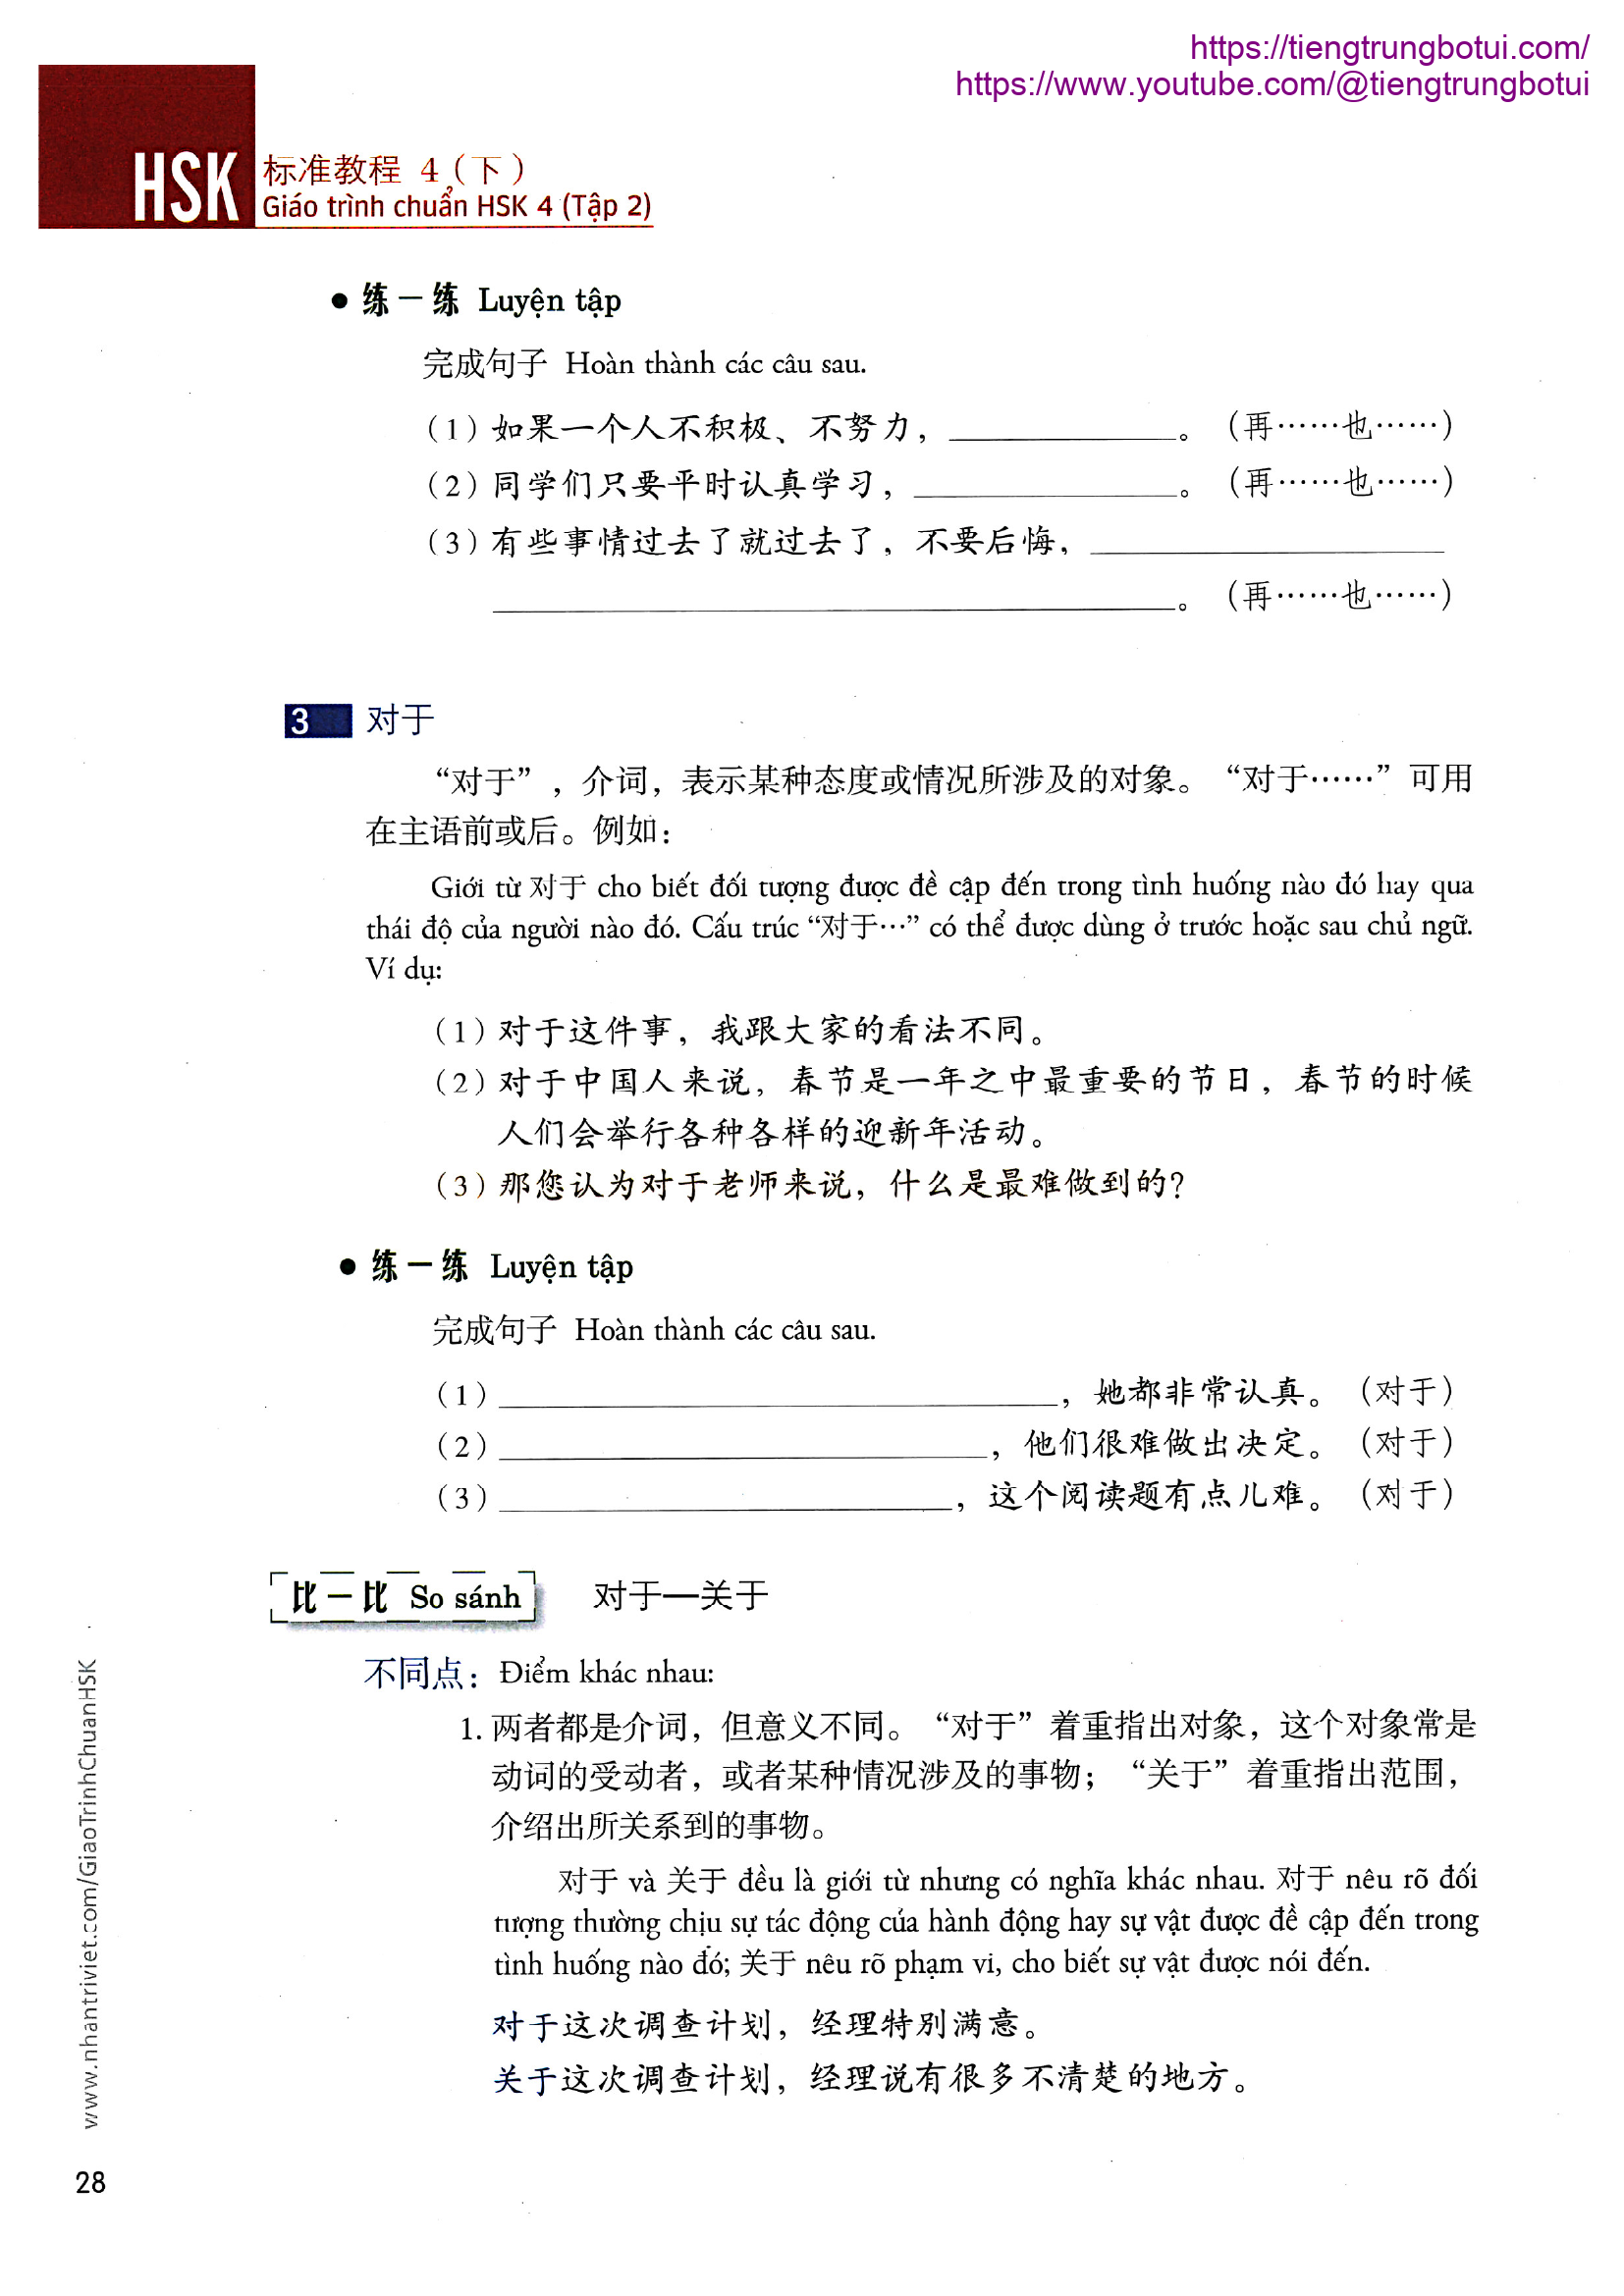 https://tiengtrungbotui.com/
https://www.youtube.com/@tiengtrungbotui
HSK 标准教程 4（下）
Giáo trình chuẩn HSK 4 (Tập 2)
● 练一练 Luyện tập
完成句子 Hoàn thành các câu sau.
（1）如果一个人不积极、不努力，____________。（再……也……）
（2）同学们只要平时认真学习，____________。（再……也……）
（3）有些事情过去了就过去了，不要后悔，____________
____________。（再……也……）
3 对于
“对于”，介词，表示某种态度或情况所涉及的对象。“对于……”可用
在主语前或后。例如：
Giới từ 对于 cho biết đối tượng được đề cập đến trong tình huống nào đó hay qua
thái độ của người nào đó. Cấu trúc “对于…” có thể được dùng ở trước hoặc sau chủ ngữ.
Ví dụ:
（1）对于这件事，我跟大家的看法不同。
（2）对于中国人来说，春节是一年之中最重要的节日，春节的时候
人们会举行各种各样的迎新年活动。
（3）那您认为对于老师来说，什么是最难做到的？
● 练一练 Luyện tập
完成句子 Hoàn thành các câu sau.
（1）____________，她都非常认真。（对于）
（2）____________，他们很难做出决定。（对于）
（3）____________，这个阅读题有点儿难。（对于）
比一比 So sánh 对于—关于
不同点： Điểm khác nhau:
1. 两者都是介词，但意义不同。“对于”着重指出对象，这个对象常是
动词的受动者，或者某种情况涉及的事物；“关于”着重指出范围，
介绍出所关系到的事物。
对于 và 关于 đều là giới từ nhưng có nghĩa khác nhau. 对于 nêu rõ đối
tượng thường chịu sự tác động của hành động hay sự vật được đề cập đến trong
tình huống nào đó; 关于 nêu rõ phạm vi, cho biết sự vật được nói đến.
对于这次调查计划，经理特别满意。
关于这次调查计划，经理说有很多不清楚的地方。
www.nhantriviet.com/GiaoTrinhChuanHSK
28